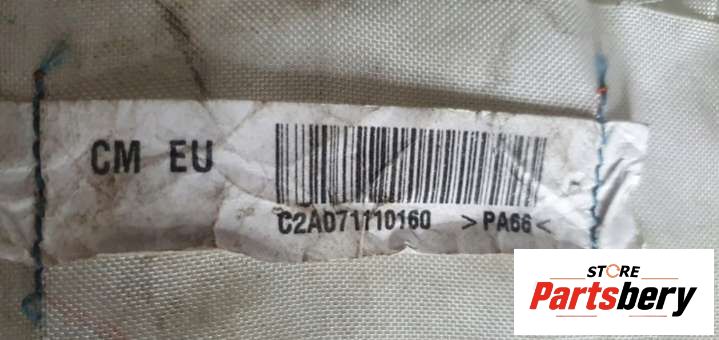 CM EU
C2A071110160 >PA66<
STORE
Partsbery